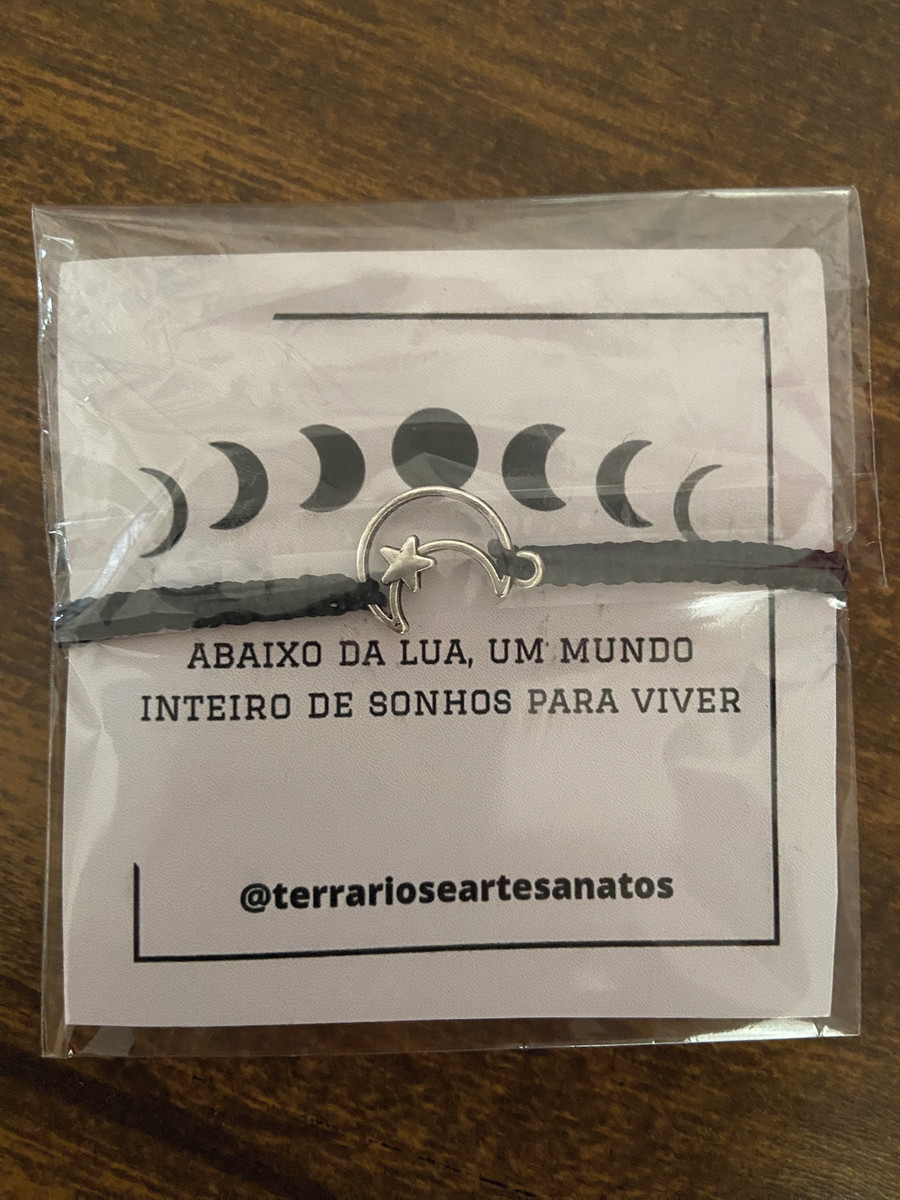 ABAIXO DA LUA, UM MUNDO
INTEIRO DE SONHOS PARA VIVER
@terrarioseartesanatos